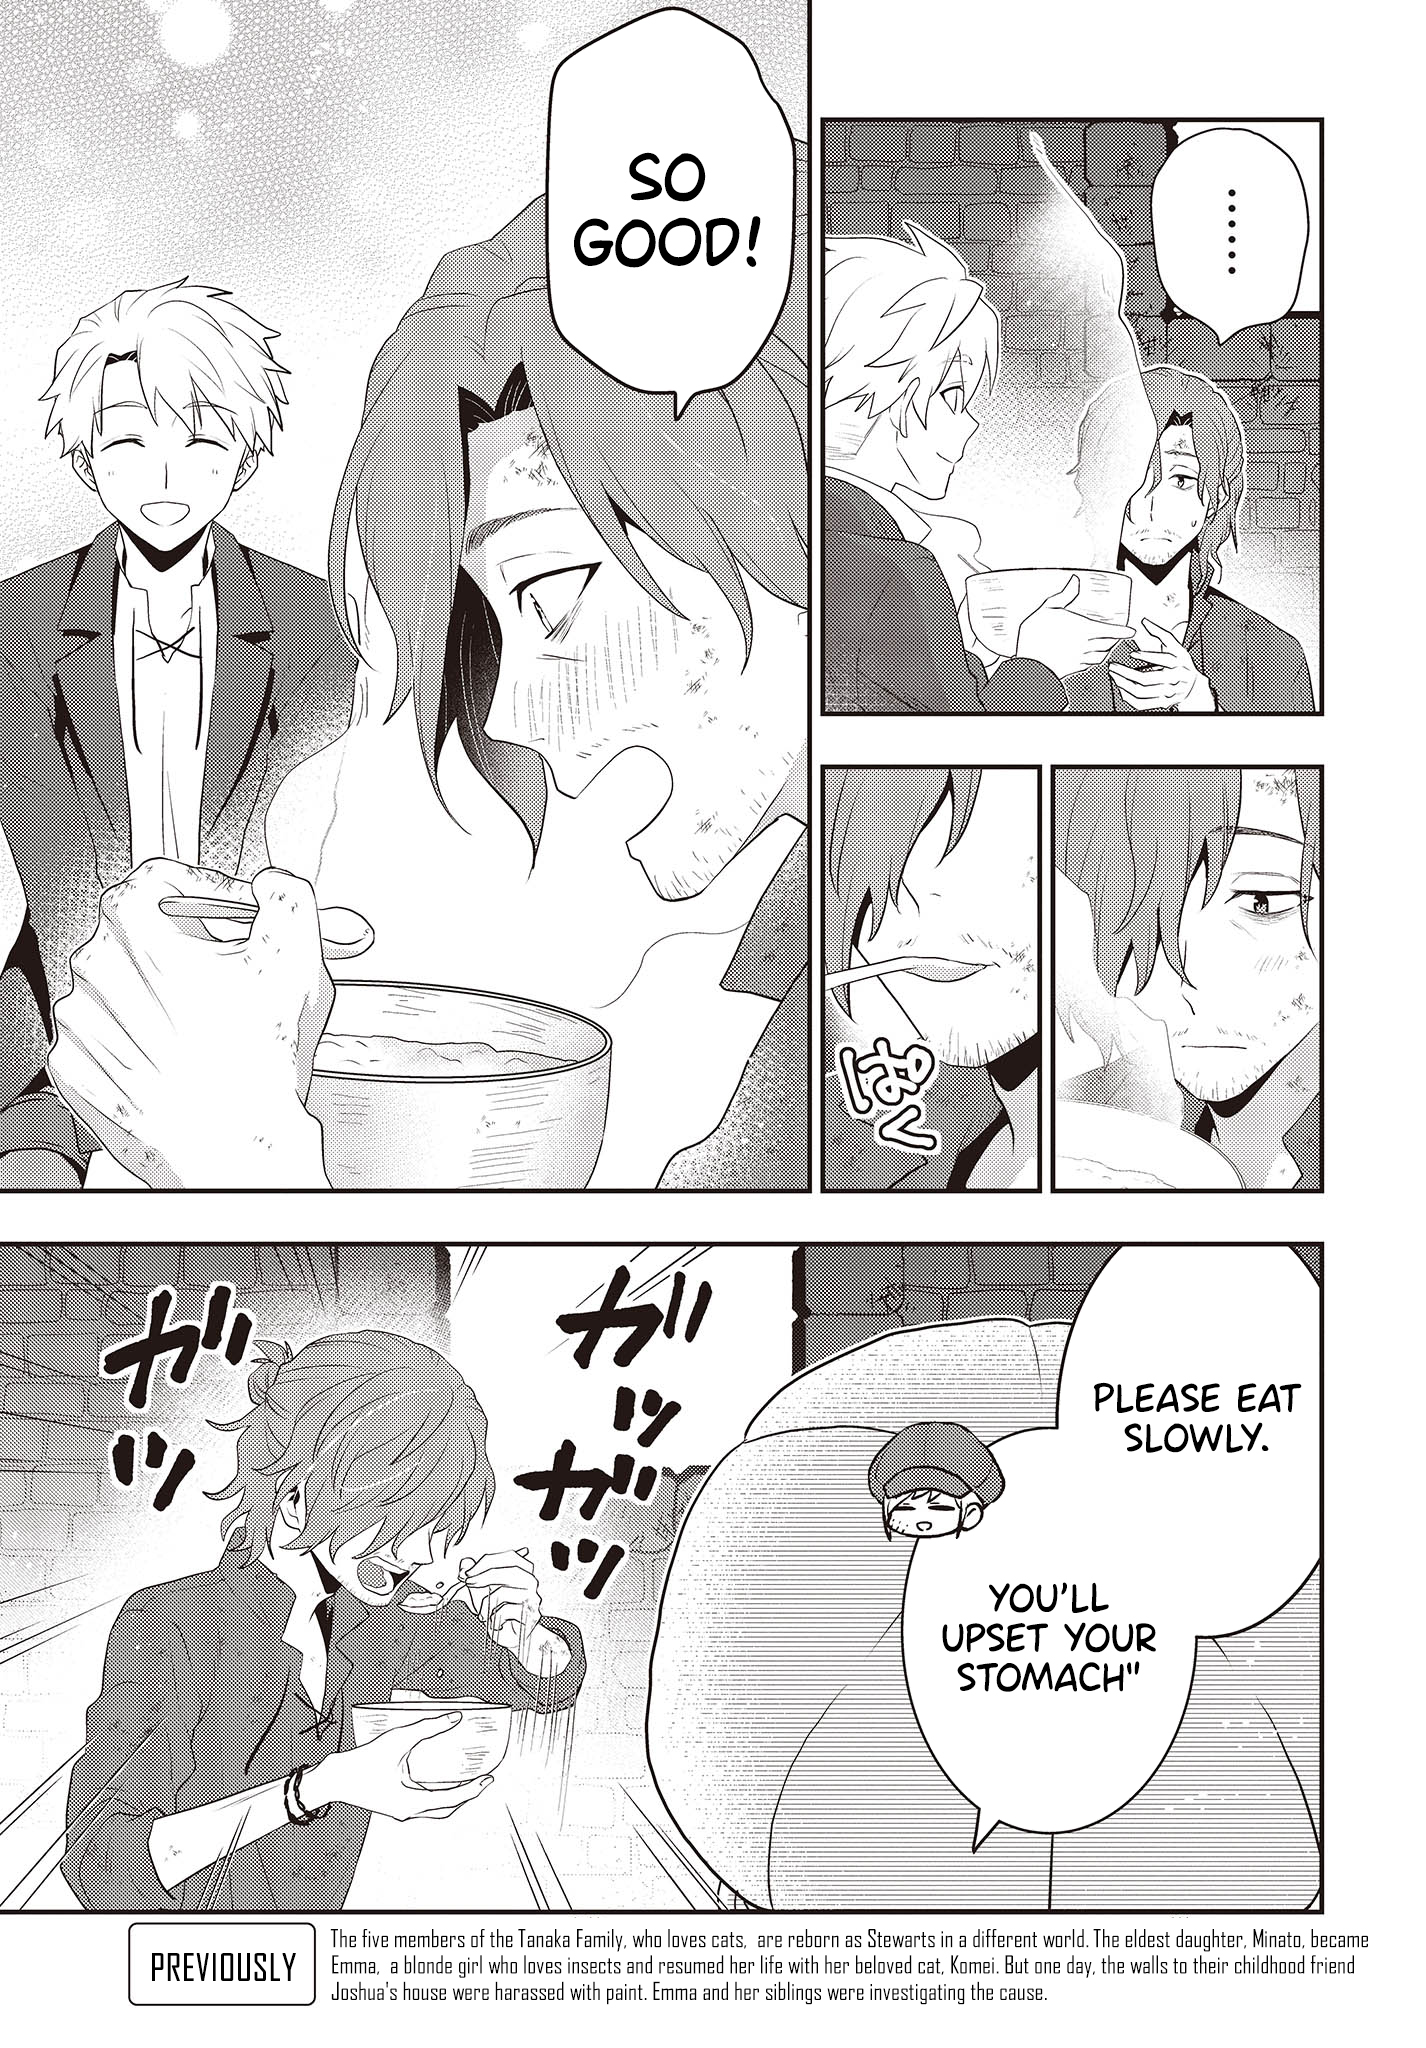 ………
ぱくっ
SO
GOOD!
PLEASE EAT
SLOWLY.
YOU'LL
UPSET YOUR
STOMACH"
ガツ
ガツ
ガツ
PREVIOUSLY
The five members of the Tanaka Family, who loves cats,  are reborn as Stewarts in a different world. The eldest daughter, Minato, became
Emma,  a blonde girl who loves insects and resumed her life with her beloved cat, Komei. But one day, the walls to their childhood friend
Joshua's house were harassed with paint. Emma and her siblings were investigating the cause.